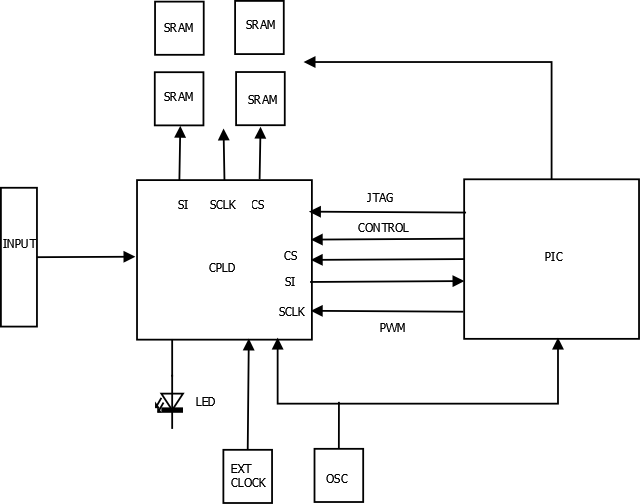 SRAM
SRAM
SRAM
SRAM
SI SCLK CS
JTAG
CONTROL
INPUT
CPLD
CS
SI
SCLK
PIC
PWM
LED
EXT
CLOCK
OSC